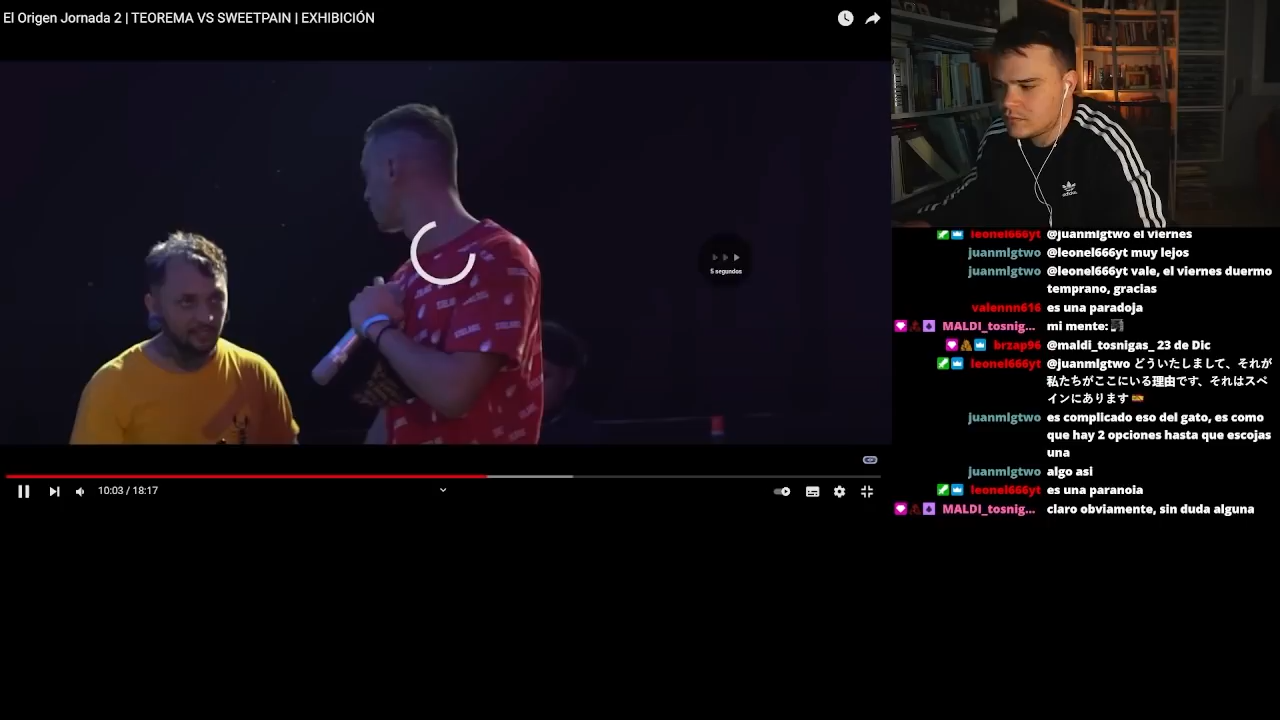 El Origen Jornada 2 | TEOREMA VS SWEETPAIN | EXHIBICIÓN
5 segundos
10:03 / 18:17
adidas
leonel666yt @juanmlgtwo el viernes
juanmlgtwo @leonel666yt muy lejos
juanmlgtwo @leonel666yt vale, el viernes duermo
temprano, gracias
valennn616 es una paradoja
MALDI_tosnig... mi mente:
brzap96 @maldi_tosnigas_ 23 de Dic
leonel666yt @juanmlgtwo どういたしまして、それが
私たちがここにいる理由です、それはスペ
インにあります
juanmlgtwo es complicado eso del gato, es como
que hay 2 opciones hasta que escojas
una
juanmlgtwo algo asi
leonel666yt es una paranoia
MALDI_tosnig... claro obviamente, sin duda alguna